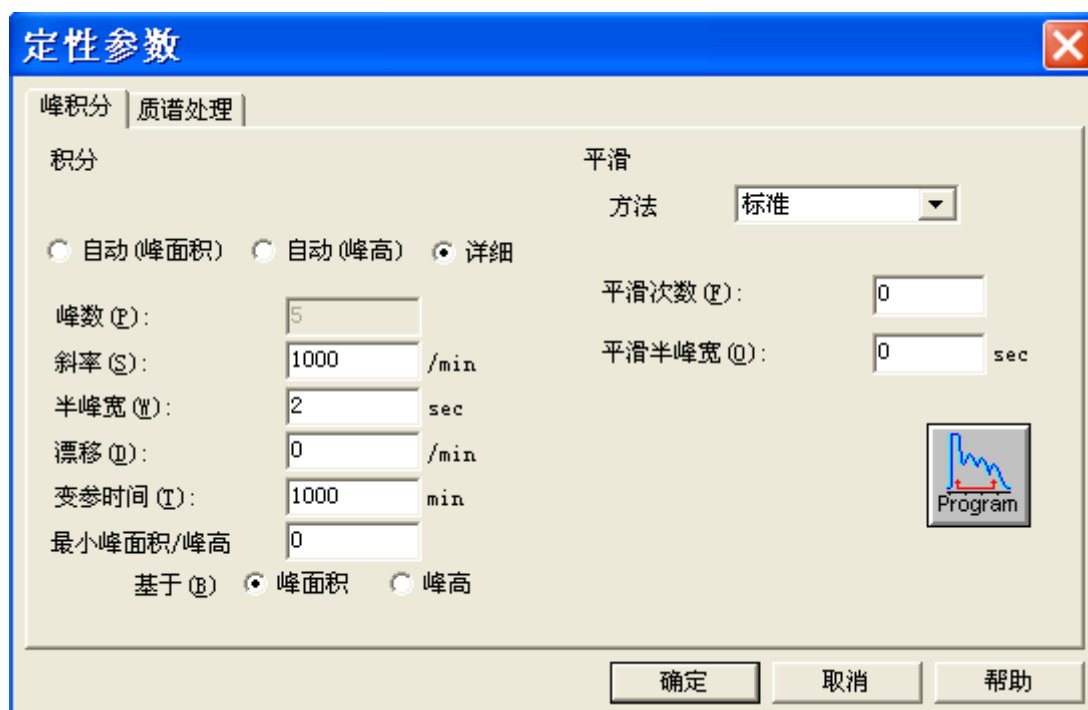 定性参数
峰积分 质谱处理
积分
平滑
方法 标准
自动(峰面积) 自动(峰高) 详细
峰数(P): 5
斜率(S): 1000 /min
半峰宽(W): 2 sec
漂移(D): 0 /min
变参时间(T): 1000 min
最小峰面积/峰高 0
基于(B) 峰面积 峰高
平滑次数(F): 0
平滑半峰宽(O): 0 sec
Program
确定 取消 帮助